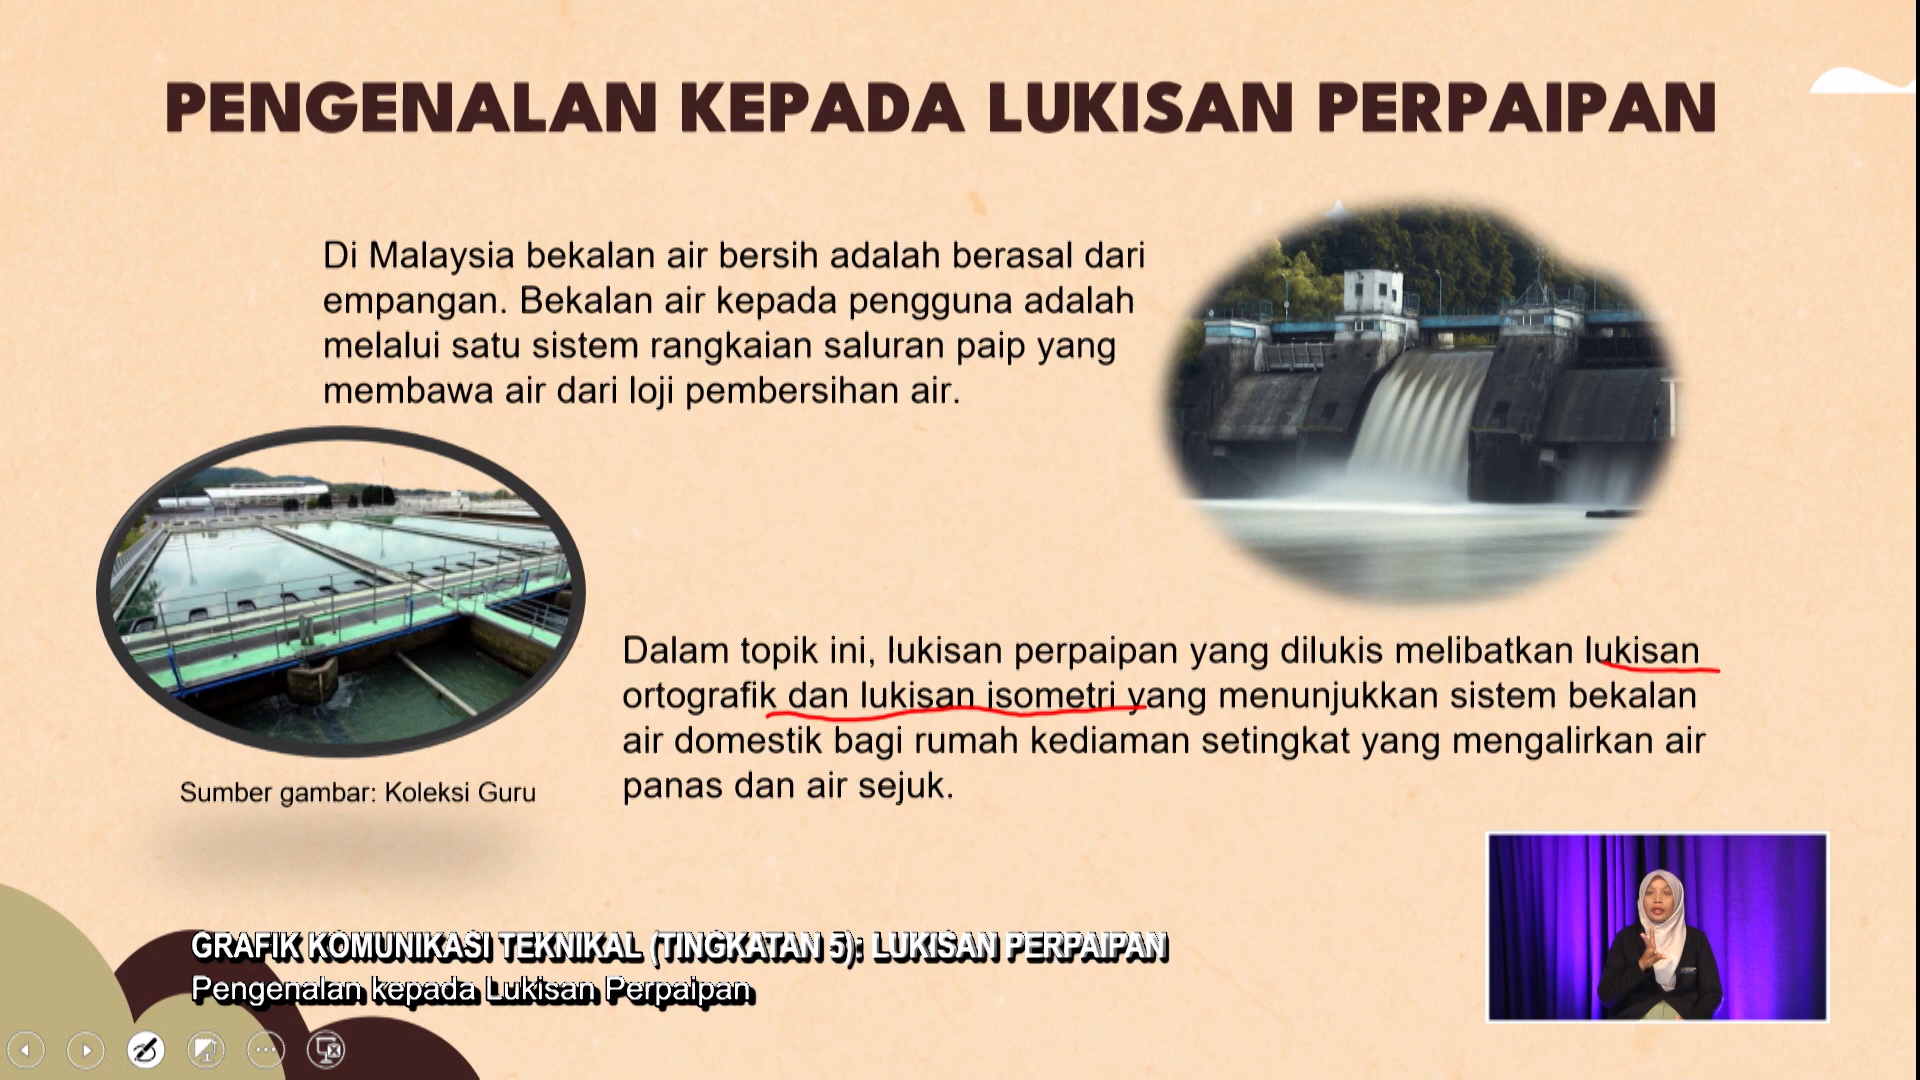 PENGENALAN KEPADA LUKISAN PERPAIPAN
Di Malaysia bekalan air bersih adalah berasal dari
empangan. Bekalan air kepada pengguna adalah
melalui satu sistem rangkaian saluran paip yang
membawa air dari loji pembersihan air.
Sumber gambar: Koleksi Guru
Dalam topik ini, lukisan perpaipan yang dilukis melibatkan lukisan
ortografik dan lukisan isometri yang menunjukkan sistem bekalan
air domestik bagi rumah kediaman setingkat yang mengalirkan air
panas dan air sejuk.
GRAFIK KOMUNIKASI TEKNIKAL (TINGKATAN 5): LUKISAN PERPAIPAN
Pengenalan kepada Lukisan Perpaipan